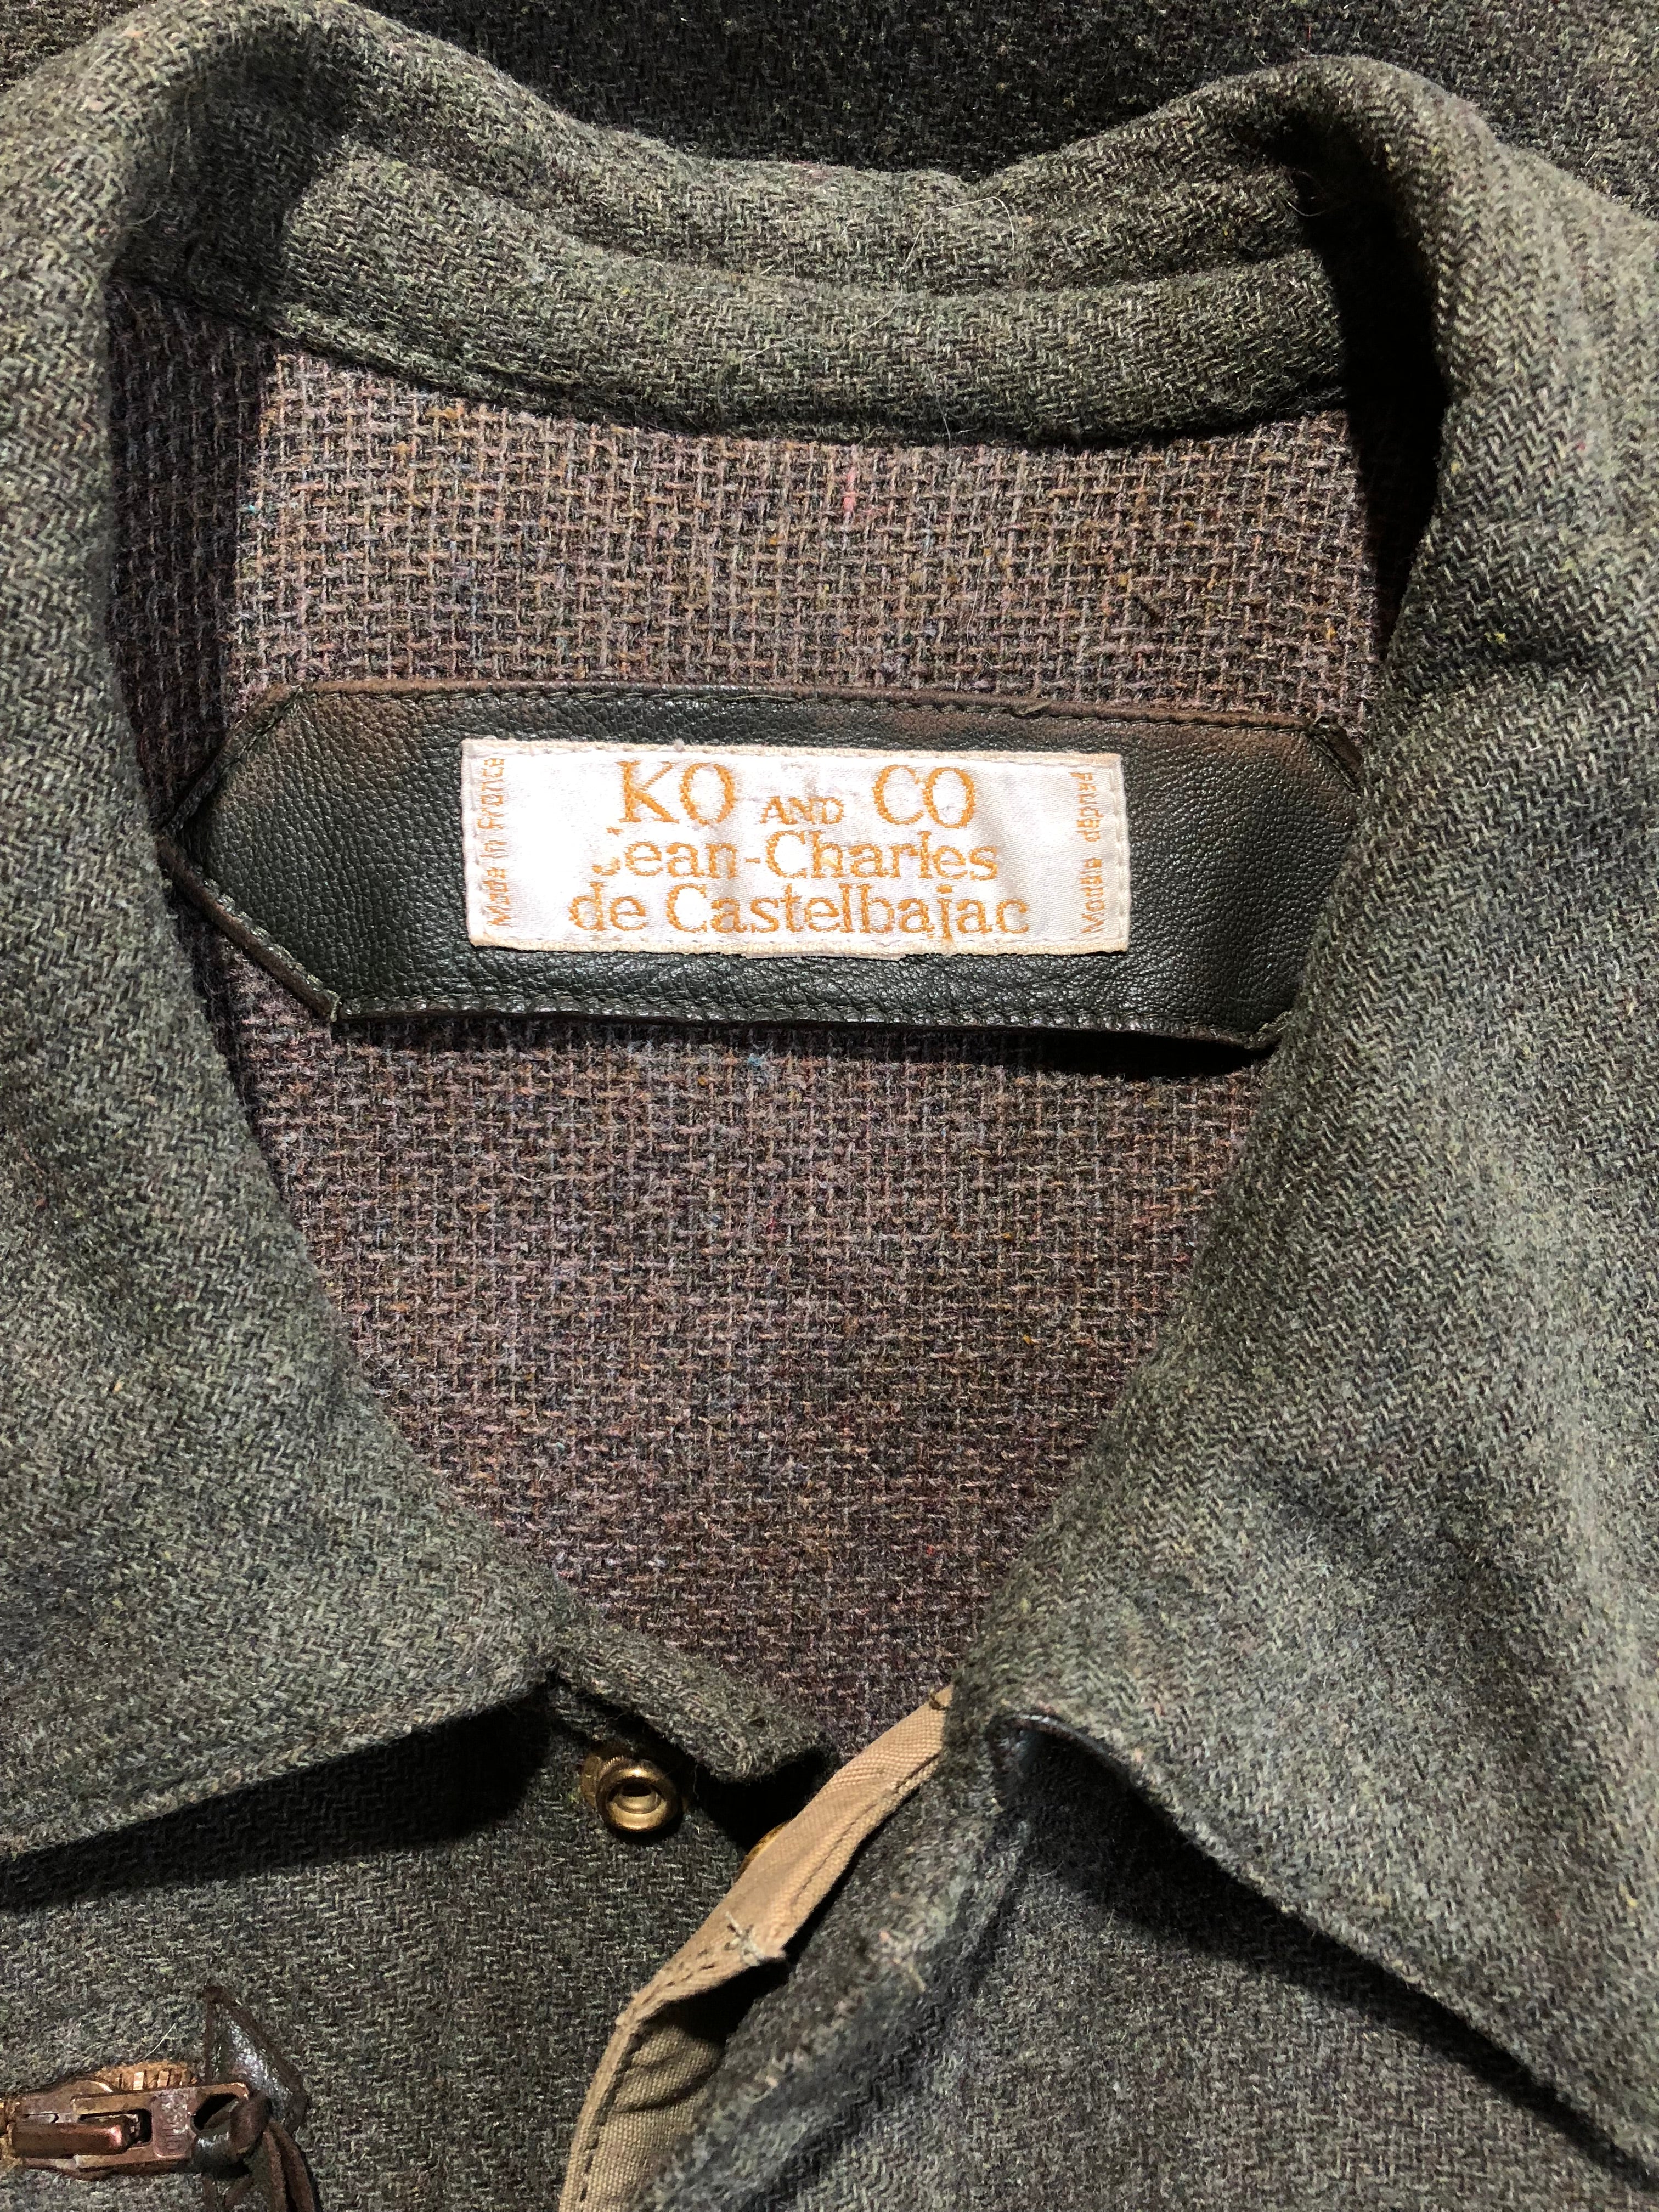 KO AND CO
Jean-Charles
de Castelbajac
Made in France
Modèle déposé